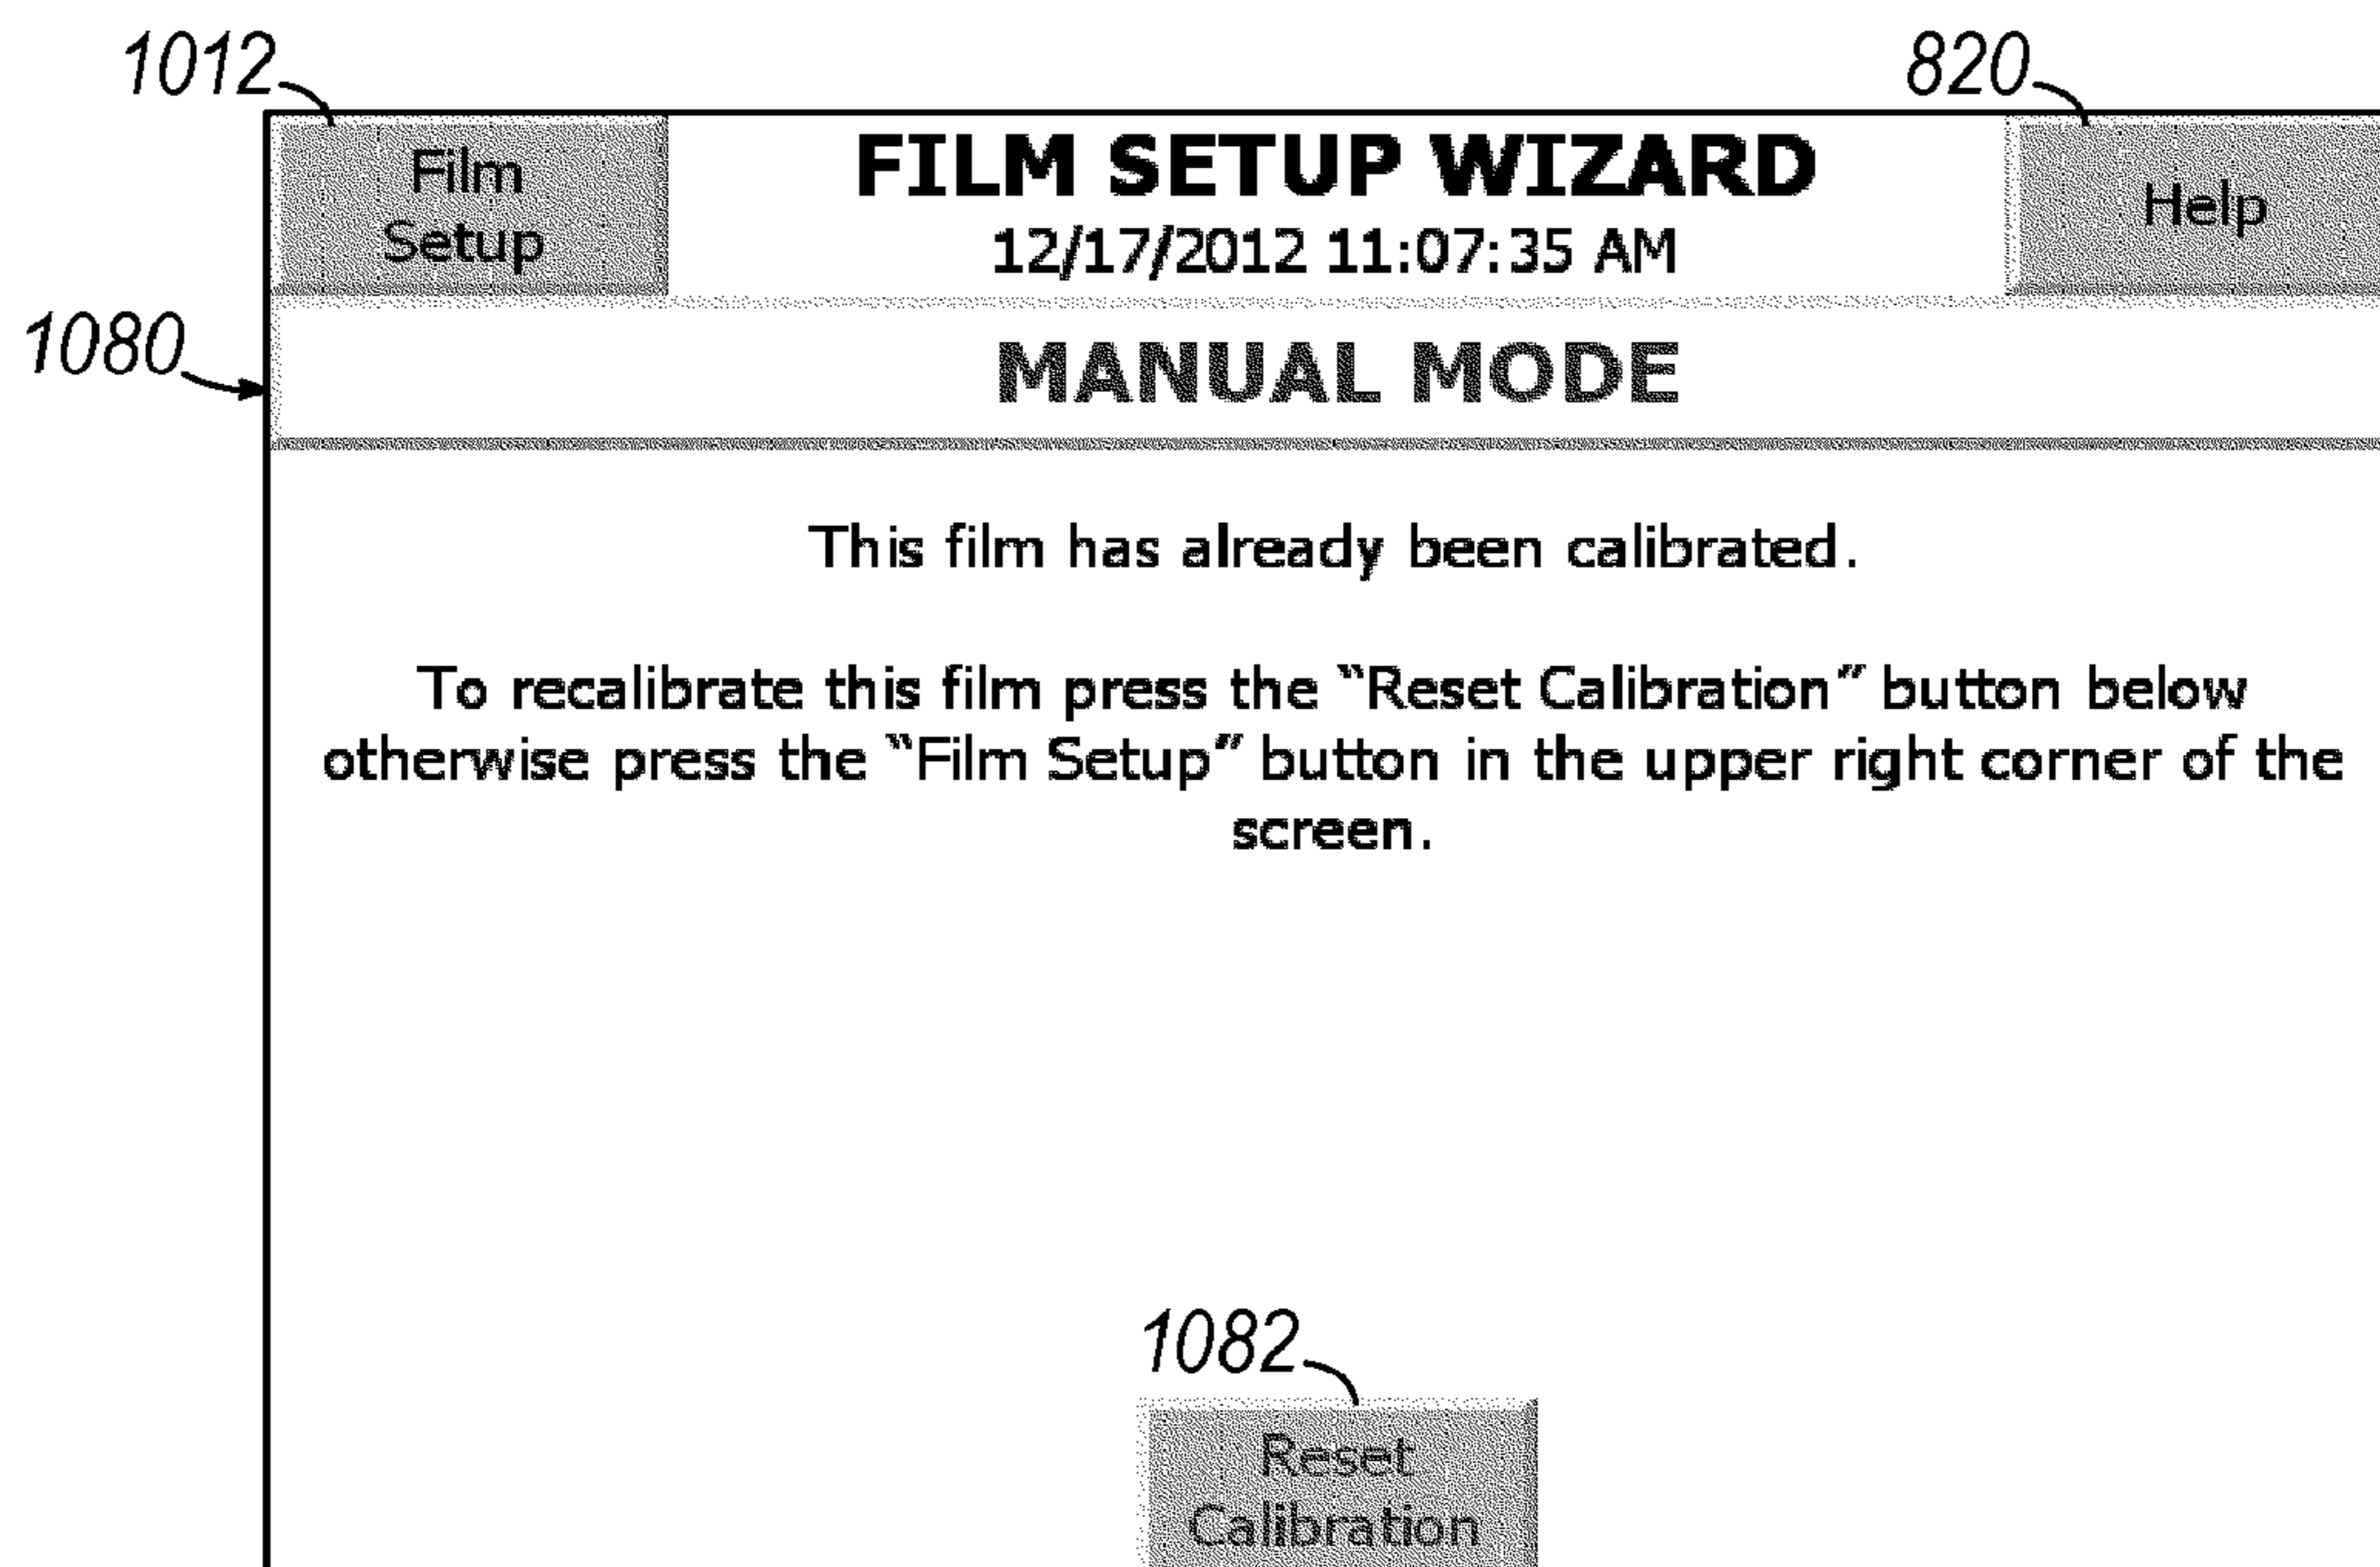 1012
820
Film
Setup
FILM SETUP WIZARD
12/17/2012 11:07:35 AM
Help
1080
MANUAL MODE
This film has already been calibrated.
To recalibrate this film press the “Reset Calibration” button below
otherwise press the “Film Setup” button in the upper right corner of the
screen.
1082
Reset
Calibration